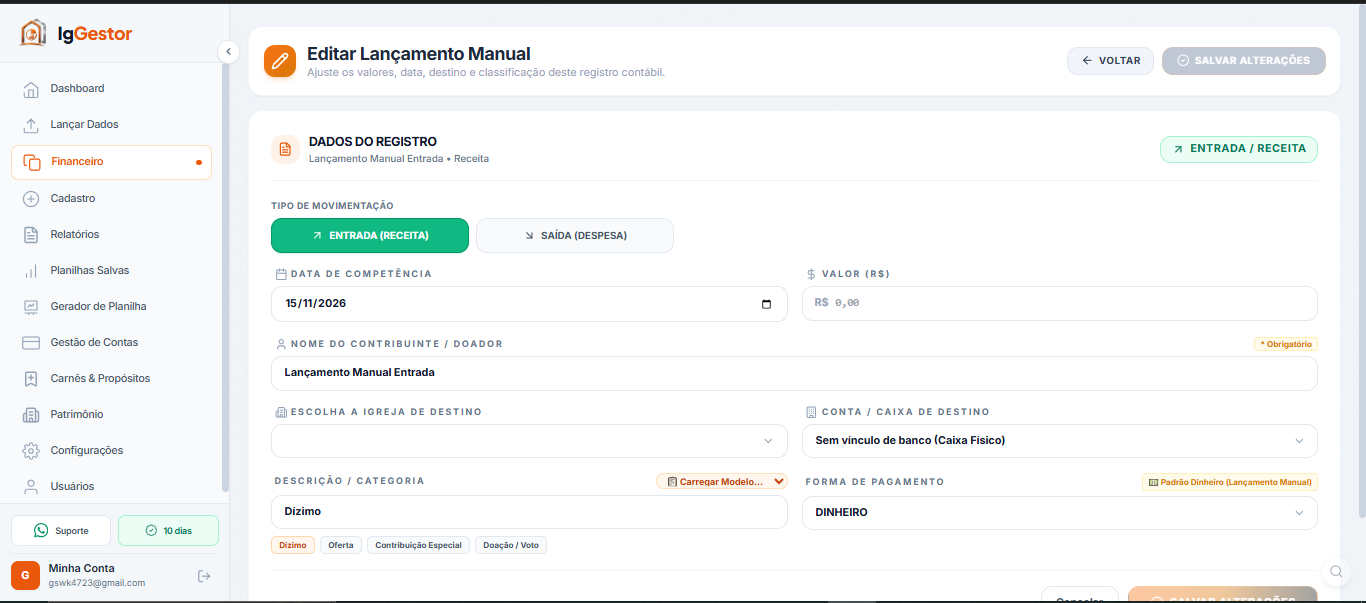 IgGestor
Dashboard
Lançar Dados
Financeiro
Cadastro
Relatórios
Planilhas Salvas
Gerador de Planilha
Gestão de Contas
Carnês & Propósitos
Patrimônio
Configurações
Usuários
Suporte
10 dias
G
Minha Conta
gswk4723@gmail.com
Editar Lançamento Manual
Ajuste os valores, data, destino e classificação deste registro contábil.
VOLTAR
SALVAR ALTERAÇÕES
DADOS DO REGISTRO
Lançamento Manual Entrada • Receita
ENTRADA / RECEITA
TIPO DE MOVIMENTAÇÃO
ENTRADA (RECEITA)
SAÍDA (DESPESA)
DATA DE COMPETÊNCIA
15/11/2026
VALOR (R$)
R$ 0,00
NOME DO CONTRIBUINTE / DOADOR
* Obrigatório
Lançamento Manual Entrada
ESCOLHA A IGREJA DE DESTINO
CONTA / CAIXA DE DESTINO
Sem vínculo de banco (Caixa Físico)
DESCRIÇÃO / CATEGORIA
Carregar Modelo...
Dízimo
Dízimo
Oferta
Contribuição Especial
Doação / Voto
FORMA DE PAGAMENTO
Padrão Dinheiro (Lançamento Manual)
DINHEIRO
Cancelar
SALVAR ALTERAÇÕES